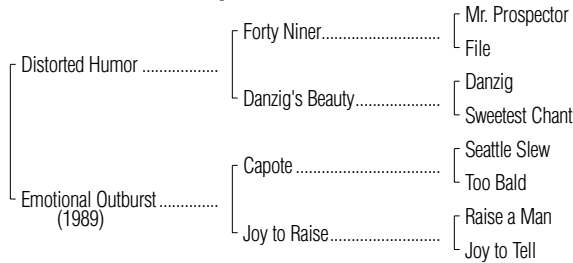 Mr. Prospector
Forty Niner......................
File
Distorted Humor ..................
Danzig
Danzig's Beauty................
Sweetest Chant
Seattle Slew
Capote ...........................
Too Bald
Emotional Outburst .............
(1989)
Raise a Man
Joy to Raise.....................
Joy to Tell